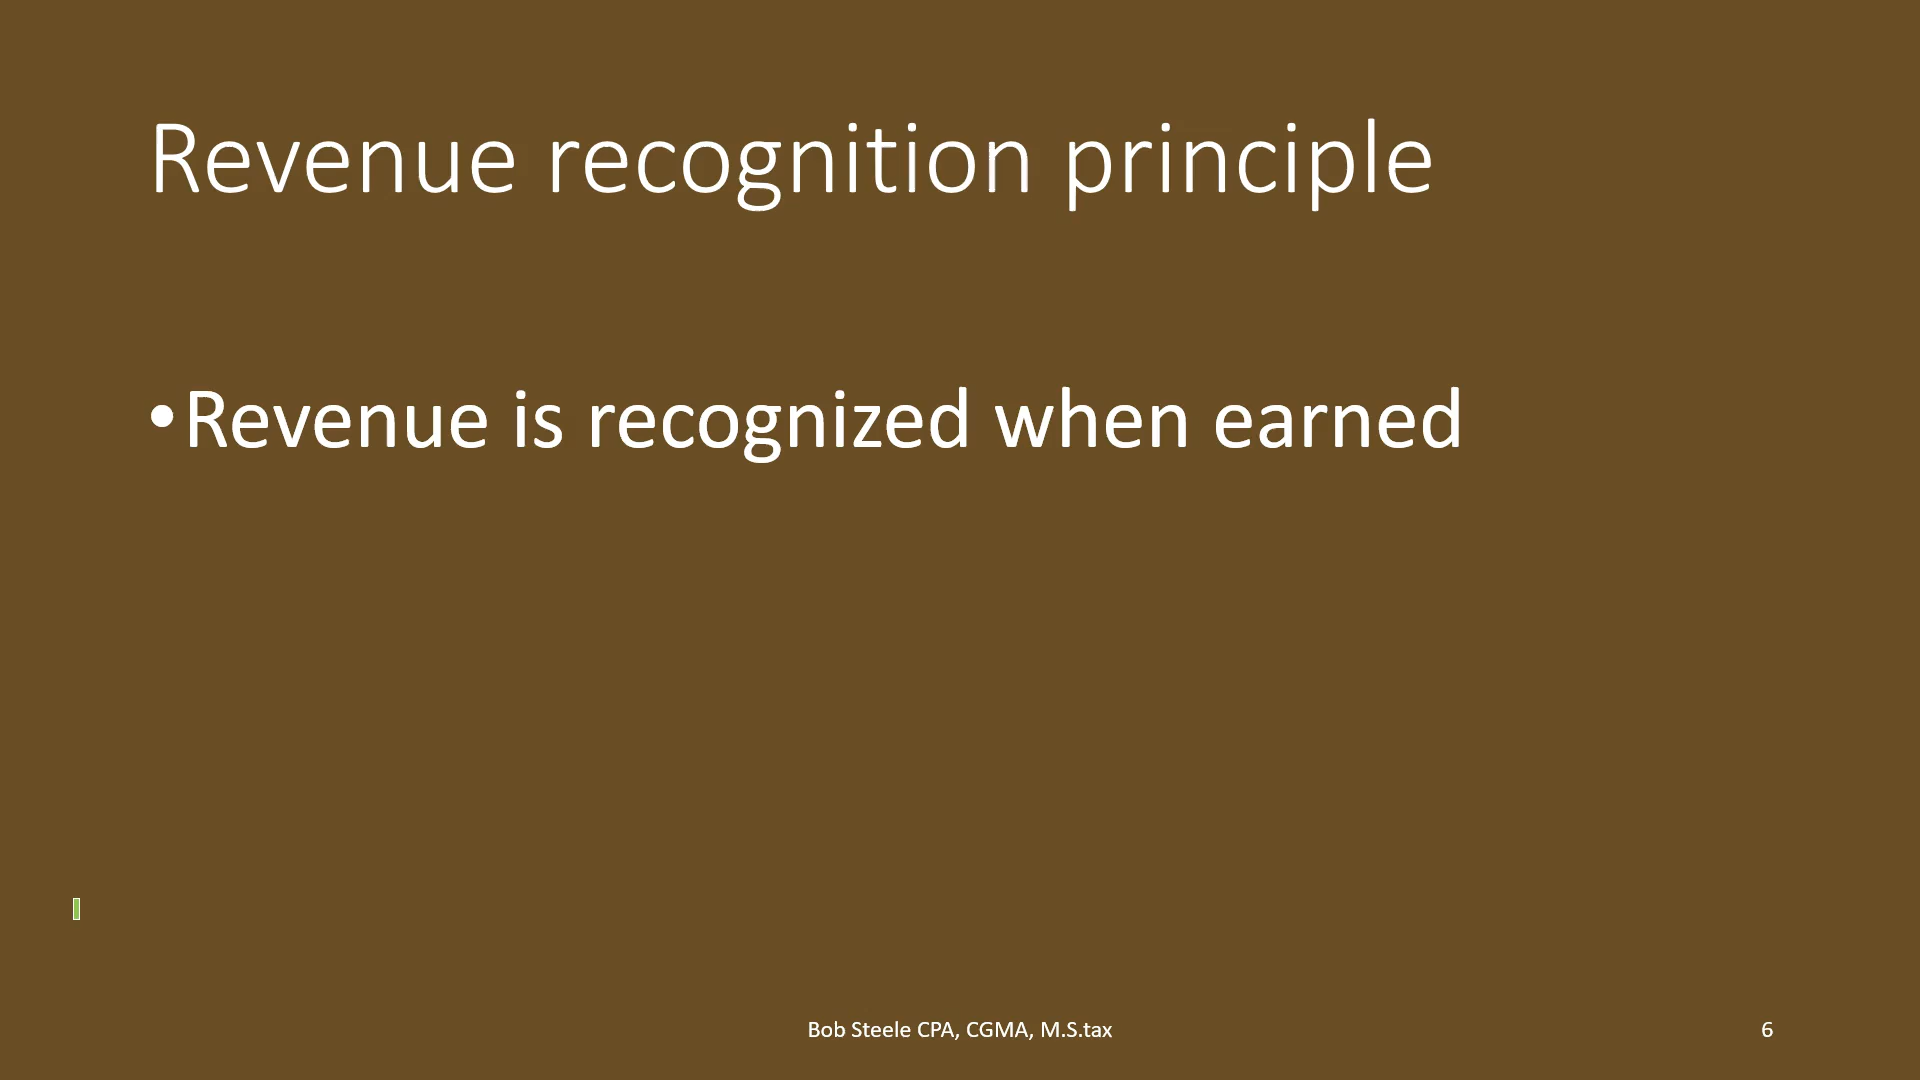 Revenue recognition principle
•Revenue is recognized when earned
Bob Steele CPA, CGMA, M.S.tax
6